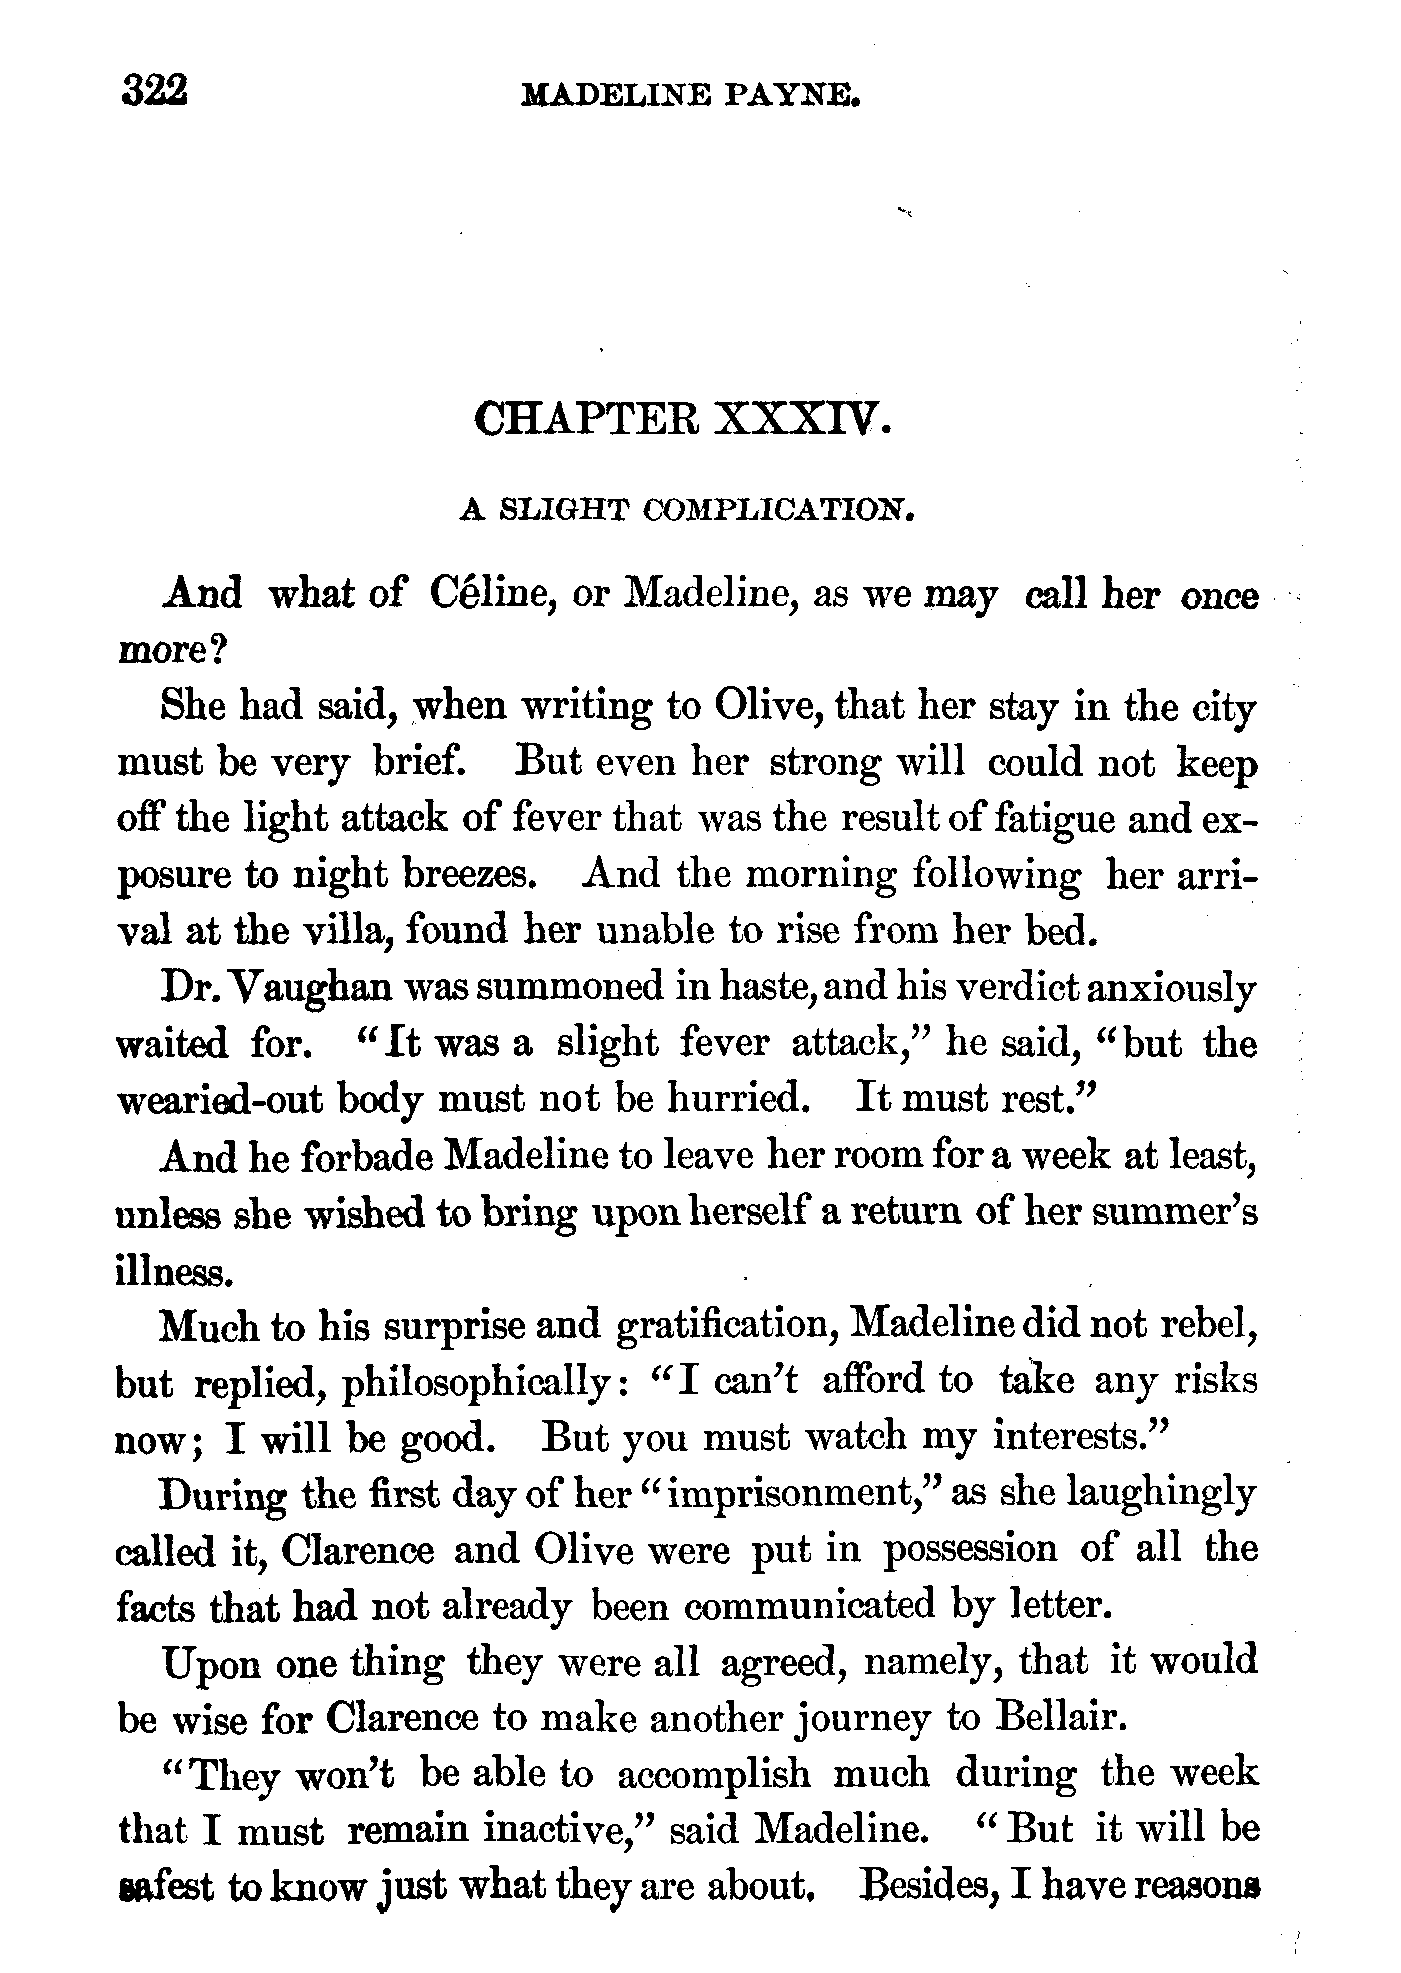 322 MADELINE PAYNE.
CHAPTER XXXIV.
A SLIGHT COMPLICATION.
And what of Céline, or Madeline, as we may call her once
more?
She had said, when writing to Olive, that her stay in the city
must be very brief. But even her strong will could not keep
off the light attack of fever that was the result of fatigue and ex-
posure to night breezes. And the morning following her arri-
val at the villa, found her unable to rise from her bed.
Dr. Vaughan was summoned in haste, and his verdict anxiously
waited for. "It was a slight fever attack," he said, "but the
wearied-out body must not be hurried. It must rest."
And he forbade Madeline to leave her room for a week at least,
unless she wished to bring upon herself a return of her summer's
illness.
Much to his surprise and gratification, Madeline did not rebel,
but replied, philosophically: "I can't afford to take any risks
now; I will be good. But you must watch my interests."
During the first day of her "imprisonment," as she laughingly
called it, Clarence and Olive were put in possession of all the
facts that had not already been communicated by letter.
Upon one thing they were all agreed, namely, that it would
be wise for Clarence to make another journey to Bellair.
"They won't be able to accomplish much during the week
that I must remain inactive," said Madeline. "But it will be
safest to know just what they are about. Besides, I have reasons